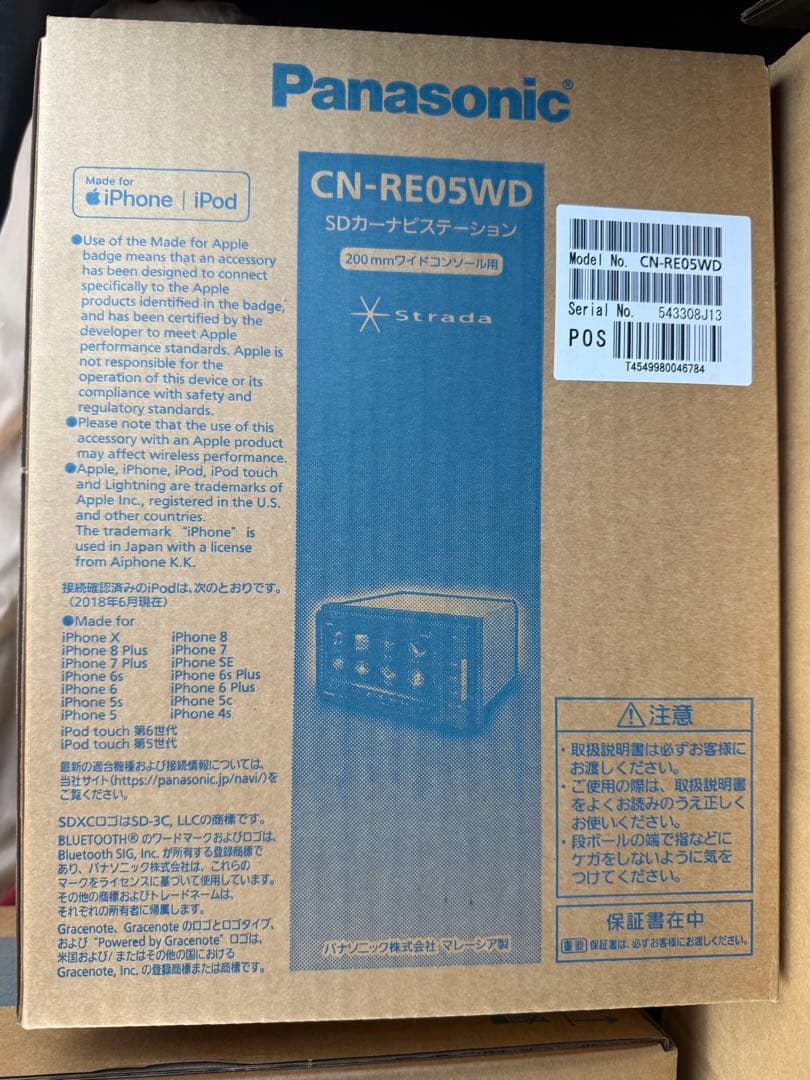 Panasonic®
Made for
iPhone | iPod
●Use of the Made for Apple
badge means that an accessory
has been designed to connect
specifically to the Apple
products identified in the badge,
and has been certified by the
developer to meet Apple
performance standards. Apple is
not responsible for the
operation of this device or its
compliance with safety and
regulatory standards.
●Please note that the use of this
accessory with an Apple product
may affect wireless performance.
●Apple, iPhone, iPod, iPod touch
and Lightning are trademarks of
Apple Inc., registered in the U.S.
and other countries.
The trademark “iPhone” is
used in Japan with a license
from Aiphone K.K.
接続確認済みのiPodは、次のとおりです。
(2018年6月現在)
●Made for
iPhone X iPhone 8
iPhone 8 Plus iPhone 7
iPhone 7 Plus iPhone SE
iPhone 6s iPhone 6s Plus
iPhone 6 iPhone 6 Plus
iPhone 5s iPhone 5c
iPhone 5 iPhone 4s
iPod touch 第6世代
iPod touch 第5世代
最新の適合機種および接続情報については、
当社サイト(https://panasonic.jp/navi/)を
ご覧ください。
SDXCロゴはSD-3C, LLCの商標です。
BLUETOOTH® のワードマークおよびロゴは、
Bluetooth SIG, Inc. が所有する登録商標で
あり、パナソニック株式会社は、これらの
マークをライセンスに基づいて使用しています。
その他の商標およびトレードネームは、
それぞれの所有者に帰属します。
Gracenote、Gracenote のロゴとロゴタイプ、
および “Powered by Gracenote” ロゴは、
米国および/またはその他の国における
Gracenote, Inc. の登録商標または商標です。
CN-RE05WD
SDカーナビステーション
200mmワイドコンソール用
Strada
パナソニック株式会社 マレーシア製
Model No. CN-RE05WD
Serial No. 543308J13
POS
T4549980046784
⚠注意
・取扱説明書は必ずお客様に
お渡しください。
・ご使用の際は、取扱説明書
をよくお読みのうえ正しく
お使いください。
・段ボールの端で指などに
ケガをしないように気を
つけてください。
保証書在中
重要 保証書は、必ずお客様にお渡しください。